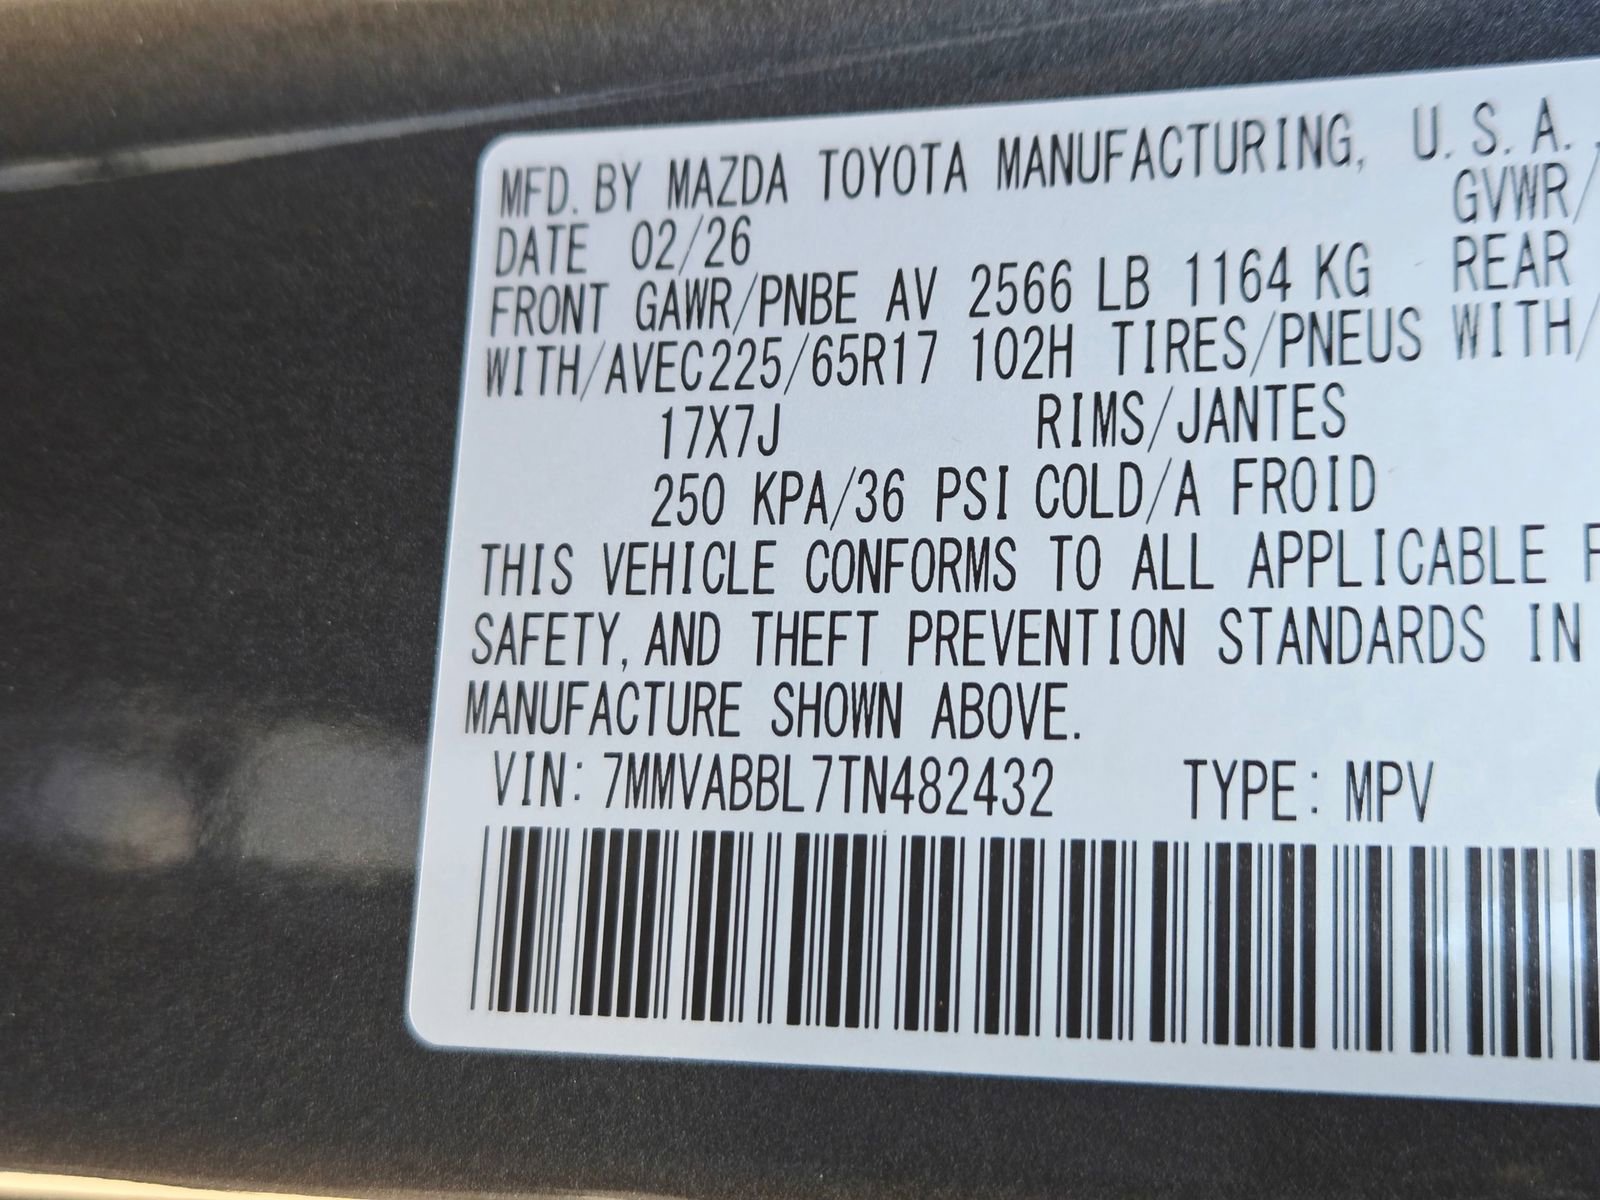 MFD. BY MAZDA TOYOTA MANUFACTURING, U.S.A.,
DATE 02/26 GVWR/
FRONT GAWR/PNBE AV 2566 LB 1164 KG REAR
WITH/AVEC225/65R17 102H TIRES/PNEUS WITH/
17X7J RIMS/JANTES
250 KPA/36 PSI COLD/A FROID
THIS VEHICLE CONFORMS TO ALL APPLICABLE
SAFETY, AND THEFT PREVENTION STANDARDS IN
MANUFACTURE SHOWN ABOVE.
VIN: 7MMVABBL7TN482432 TYPE: MPV